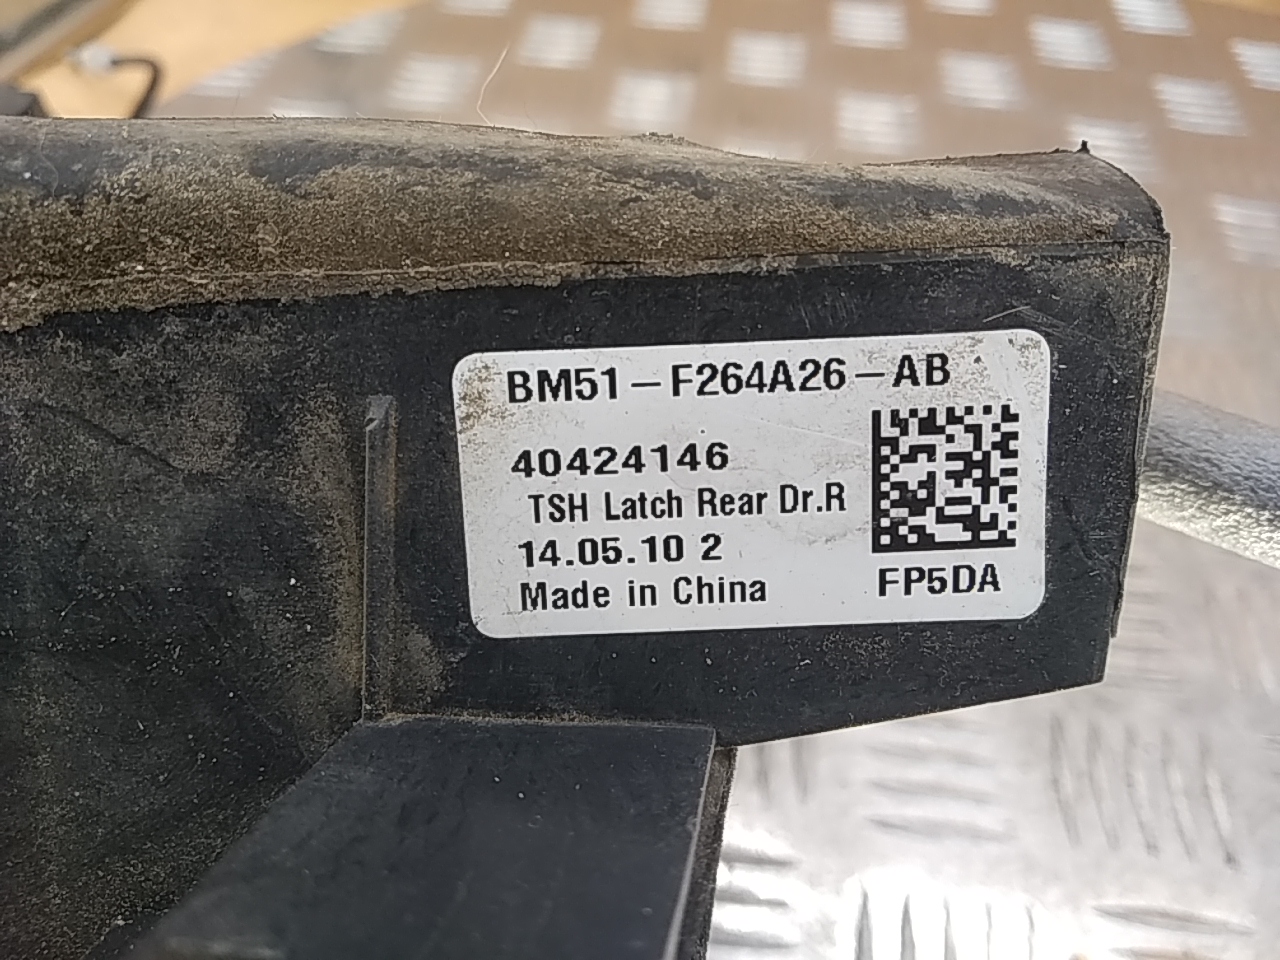 BM51-F264A26-AB
40424146
TSH Latch Rear Dr.R
14.05.10 2
Made in China
FP5DA